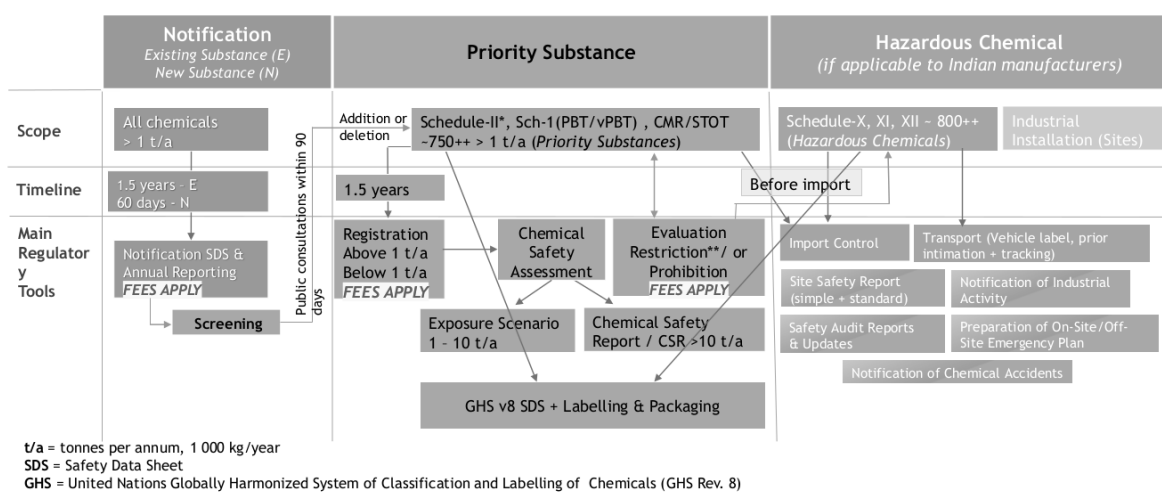 Notification
Existing Substance (E)
New Substance (N)
Priority Substance
Hazardous Chemical
(if applicable to Indian manufacturers)
Scope
All chemicals
> 1 t/a
Addition or
deletion
Schedule-II*, Sch-1(PBT/vPBT) , CMR/STOT
~750++ > 1 t/a (Priority Substances)
Schedule-X, XI, XII ~ 800++
(Hazardous Chemicals)
Industrial
Installation (Sites)
Timeline
1.5 years – E
60 days - N
Public consultations within 90
days
1.5 years
Before import
Main
Regulator
y
Tools
Notification SDS &
Annual Reporting
FEES APPLY
Screening
Registration
Above 1 t/a
Below 1 t/a
FEES APPLY
Chemical
Safety
Assessment
Evaluation
Restriction**/ or
Prohibition
FEES APPLY
Exposure Scenario
1 – 10 t/a
Chemical Safety
Report / CSR >10 t/a
GHS v8 SDS + Labelling & Packaging
Import Control
Transport (Vehicle label, prior
intimation + tracking)
Site Safety Report
(simple + standard)
Notification of Industrial
Activity
Safety Audit Reports
& Updates
Preparation of On-Site/Off-
Site Emergency Plan
Notification of Chemical Accidents
t/a = tonnes per annum, 1 000 kg/year
SDS = Safety Data Sheet
GHS = United Nations Globally Harmonized System of Classification and Labelling of Chemicals (GHS Rev. 8)